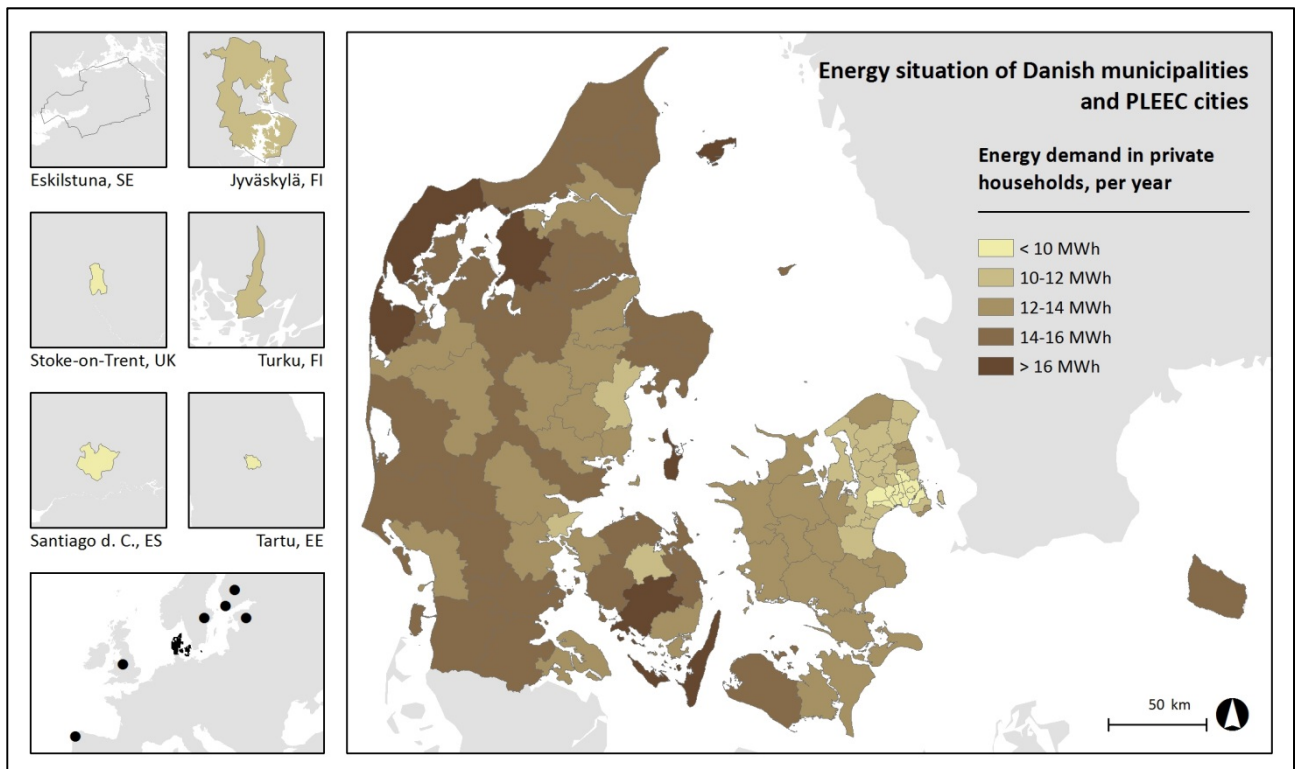 Eskilstuna, SE
Jyväskylä, FI
Stoke-on-Trent, UK
Turku, FI
Santiago d. C., ES
Tartu, EE
Energy situation of Danish municipalities
and PLEEC cities
Energy demand in private
households, per year
< 10 MWh
10-12 MWh
12-14 MWh
14-16 MWh
> 16 MWh
50 km